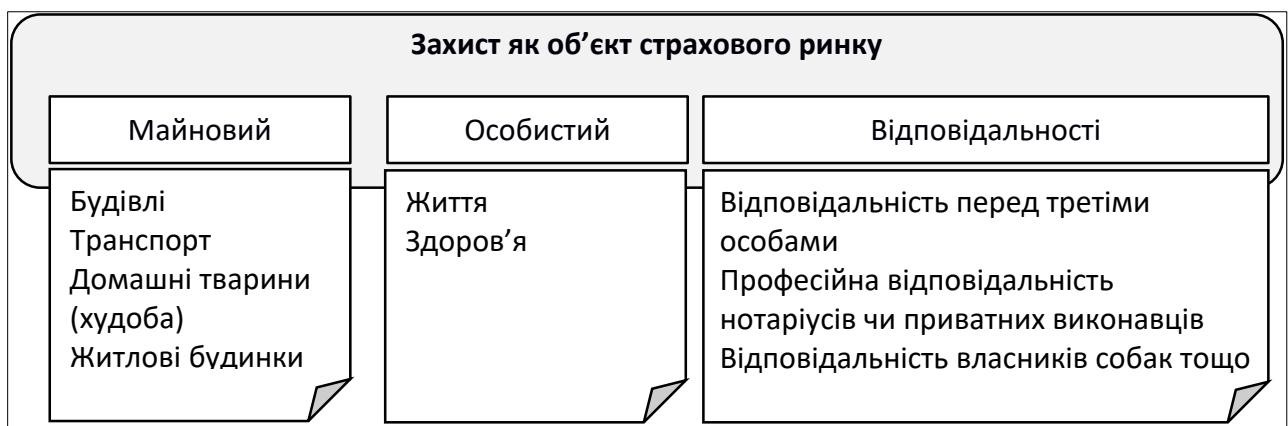 Захист як об’єкт страхового ринку
Майновий
Особистий
Відповідальності
Будівлі
Транспорт
Домашні тварини
(худоба)
Житлові будинки
Життя
Здоров’я
Відповідальність перед третіми
особами
Професійна відповідальність
нотаріусів чи приватних виконавців
Відповідальність власників собак тощо